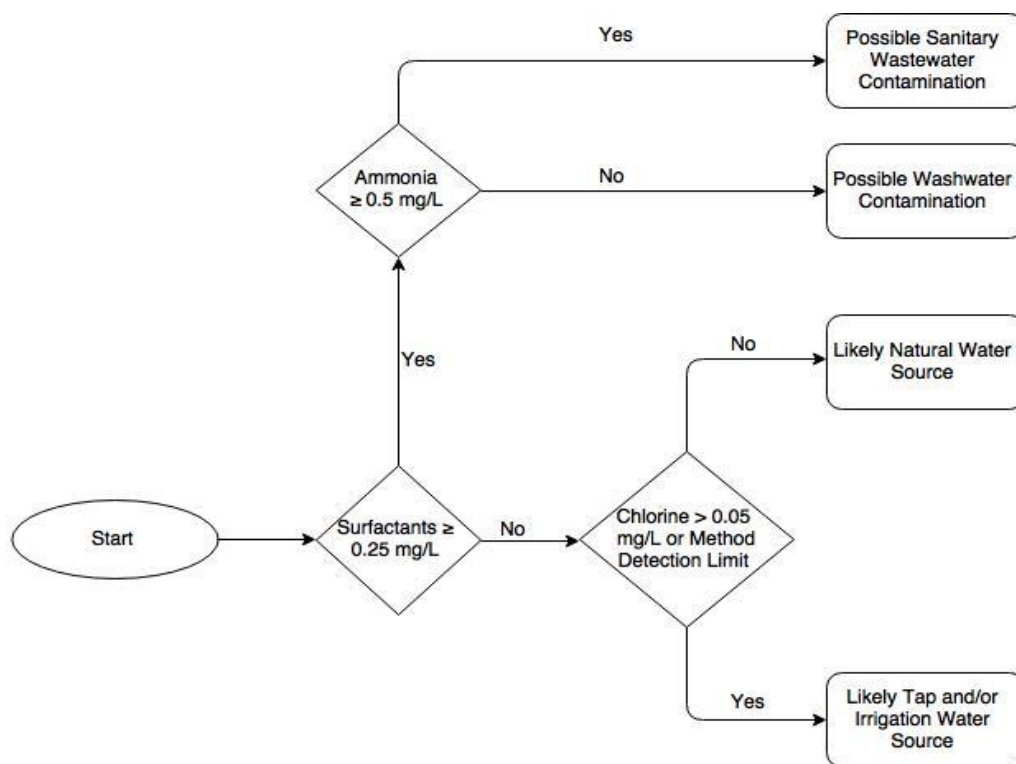 Yes
Possible Sanitary
Wastewater
Contamination
Ammonia
≥ 0.5 mg/L
No
Possible Washwater
Contamination
Yes
No
Likely Natural Water
Source
Start
Surfactants ≥
0.25 mg/L
No
Chlorine > 0.05
mg/L or Method
Detection Limit
Yes
Likely Tap and/or
Irrigation Water
Source